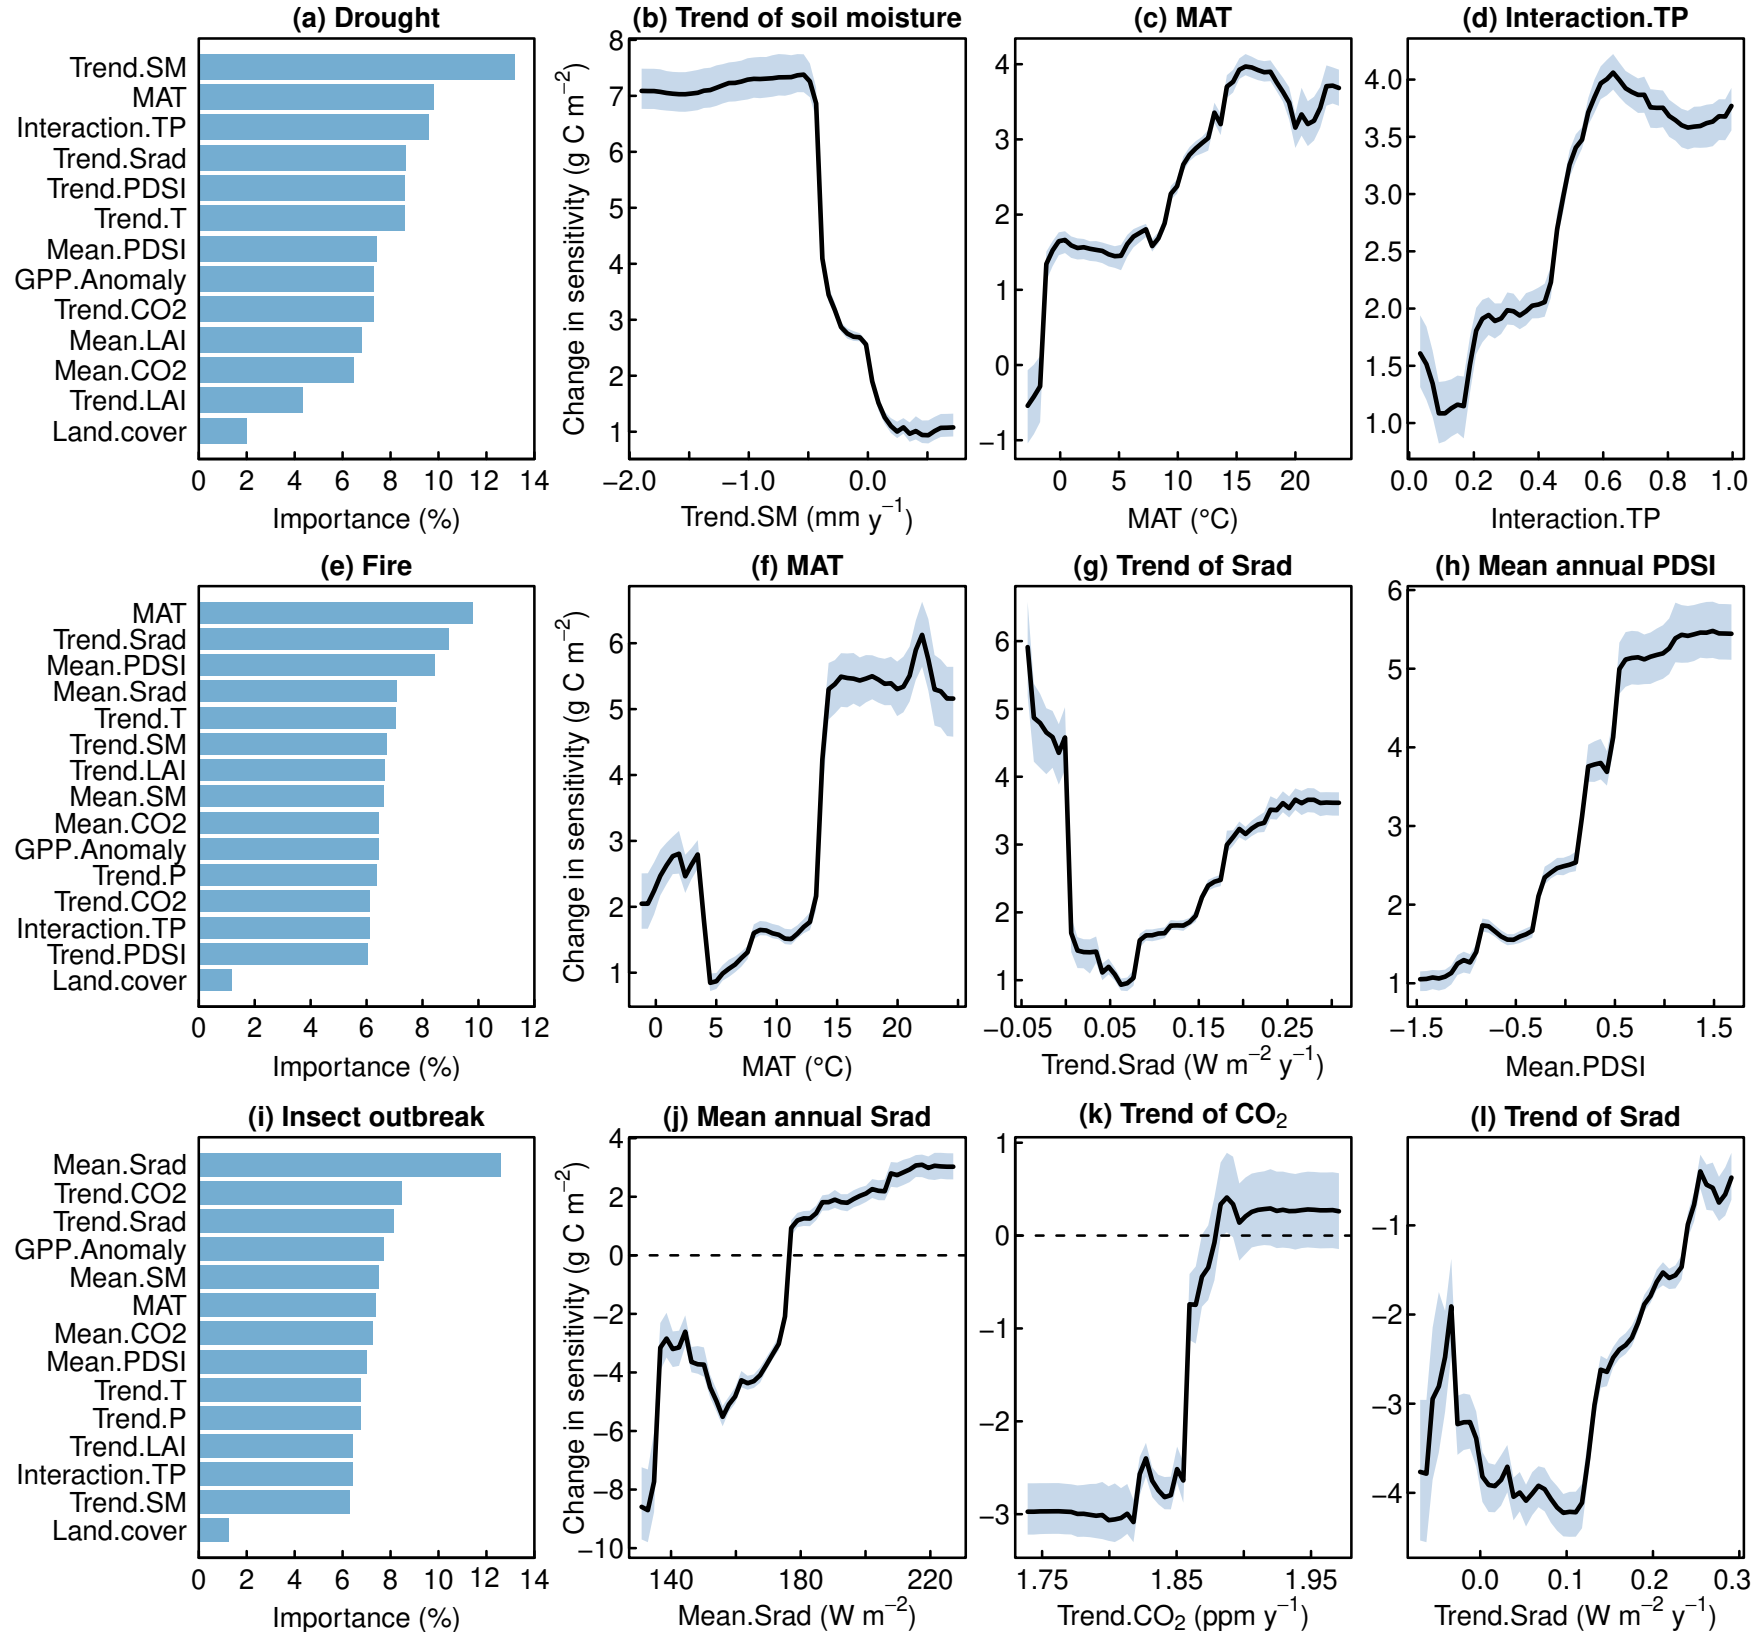 (a) Drought
Trend.SM
MAT
Interaction.TP
Trend.Srad
Trend.PDSI
Trend.T
Mean.PDSI
GPP.Anomaly
Trend.CO2
Mean.LAI
Mean.CO2
Trend.LAI
Land.cover
0 2 4 6 8 10 12 14
Importance (%)
(b) Trend of soil moisture
Change in sensitivity (g C m⁻²)
8
7
6
5
4
3
2
1
−2.0 −1.0 0.0
Trend.SM (mm y⁻¹)
(c) MAT
4
3
2
1
0
−1
0 5 10 15 20
MAT (°C)
(d) Interaction.TP
4.0
3.5
3.0
2.5
2.0
1.5
1.0
0.0 0.2 0.4 0.6 0.8 1.0
Interaction.TP
(e) Fire
MAT
Trend.Srad
Mean.PDSI
Mean.Srad
Trend.T
Trend.SM
Trend.LAI
Mean.SM
Mean.CO2
GPP.Anomaly
Trend.P
Trend.CO2
Interaction.TP
Trend.PDSI
Land.cover
0 2 4 6 8 10 12
Importance (%)
(f) MAT
Change in sensitivity (g C m⁻²)
6
5
4
3
2
1
0 5 10 20
MAT (°C)
(g) Trend of Srad
6
5
4
3
2
1
−0.05 0.05 0.15 0.25
Trend.Srad (W m⁻² y⁻¹)
(h) Mean annual PDSI
6
5
4
3
2
1
−1.5 −0.5 0.5 1.5
Mean.PDSI
(i) Insect outbreak
Mean.Srad
Trend.CO2
Trend.Srad
GPP.Anomaly
Mean.SM
MAT
Mean.CO2
Mean.PDSI
Trend.T
Trend.P
Trend.LAI
Interaction.TP
Trend.SM
Land.cover
0 2 4 6 8 10 12 14
Importance (%)
(j) Mean annual Srad
Change in sensitivity (g C m⁻²)
4
2
0
−2
−4
−6
−8
−10
140 180 220
Mean.Srad (W m⁻²)
(k) Trend of CO₂
1
0
−1
−2
−3
1.75 1.85 1.95
Trend.CO₂ (ppm y⁻¹)
(l) Trend of Srad
−1
−2
−3
−4
0.0 0.1 0.2 0.3
Trend.Srad (W m⁻² y⁻¹)